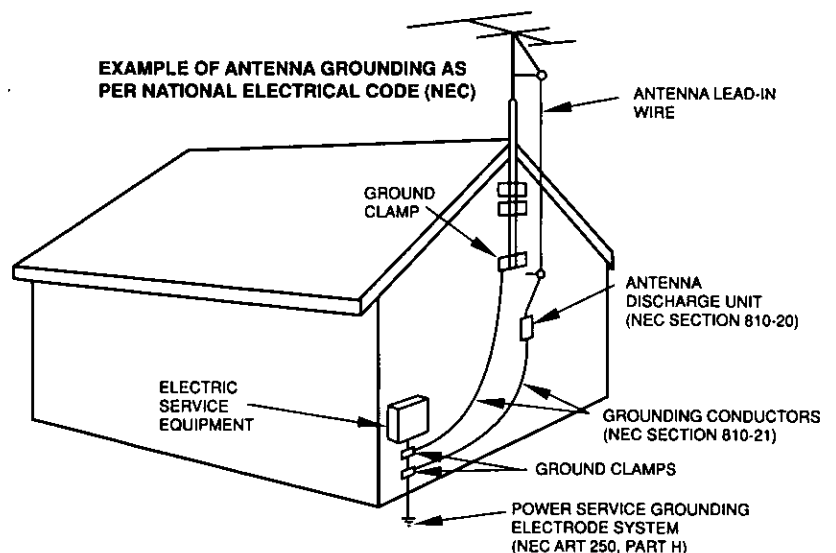 EXAMPLE OF ANTENNA GROUNDING AS
PER NATIONAL ELECTRICAL CODE (NEC)
ANTENNA LEAD-IN
WIRE
GROUND
CLAMP
ANTENNA
DISCHARGE UNIT
(NEC SECTION 810-20)
ELECTRIC
SERVICE
EQUIPMENT
GROUNDING CONDUCTORS
(NEC SECTION 810-21)
GROUND CLAMPS
POWER SERVICE GROUNDING
ELECTRODE SYSTEM
(NEC ART 250, PART H)